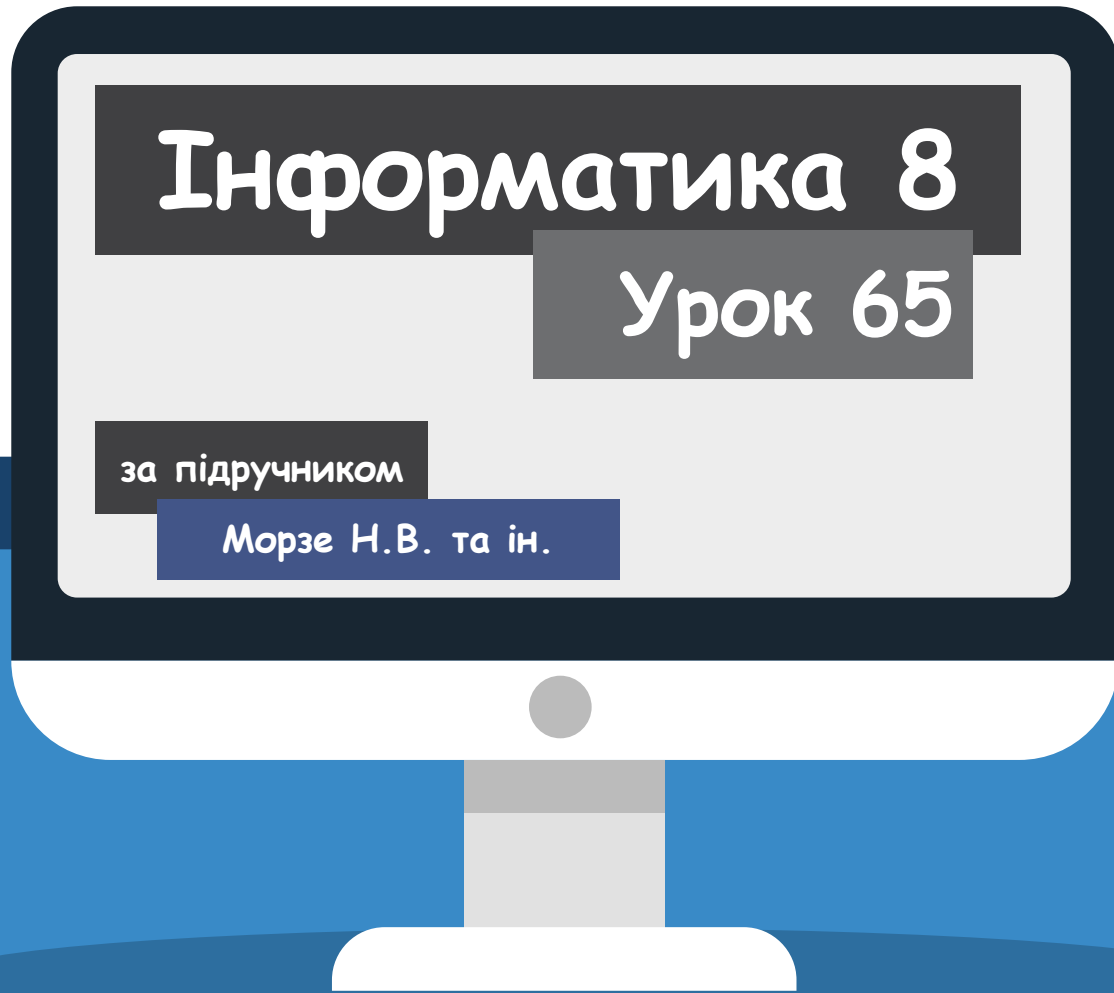 Інформатика 8
Урок 65
за підручником
Морзе Н.В. та ін.